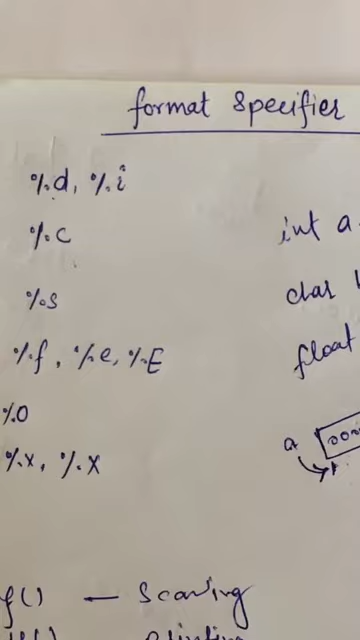 format specifier
%d, %i
%c
int a
%s
char
%f, %e, %E
float
%o
a
%x, %X
f() — Scaning